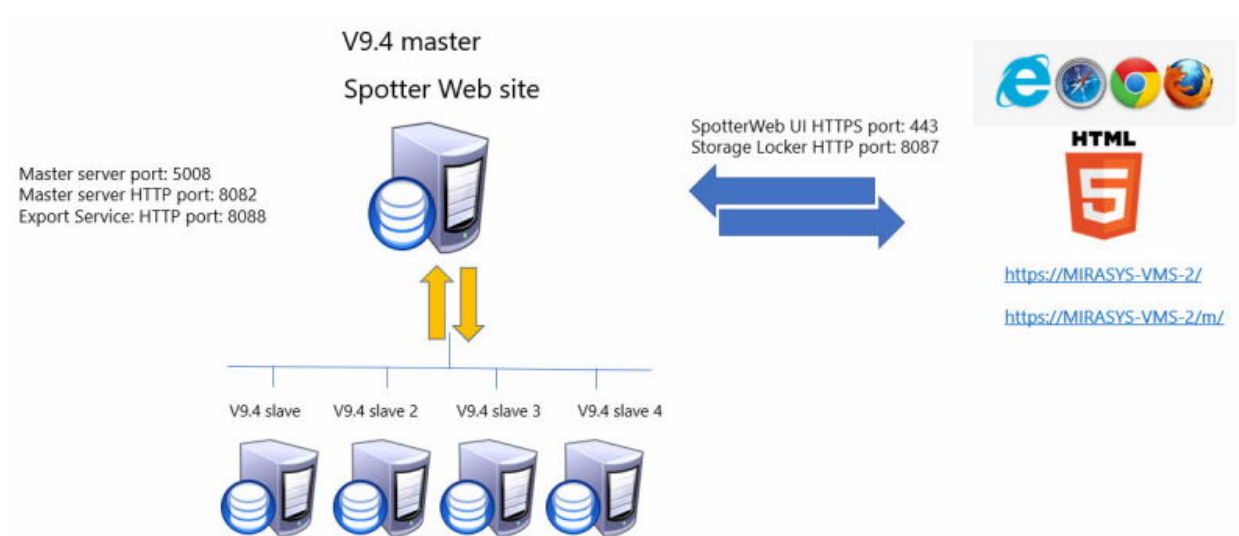 V9.4 master
Spotter Web site
Master server port: 5008
Master server HTTP port: 8082
Export Service: HTTP port: 8088
SpotterWeb UI HTTPS port: 443
Storage Locker HTTP port: 8087
HTML
5
https://MIRASYS-VMS-2/
https://MIRASYS-VMS-2/m/
V9.4 slave
V9.4 slave 2
V9.4 slave 3
V9.4 slave 4